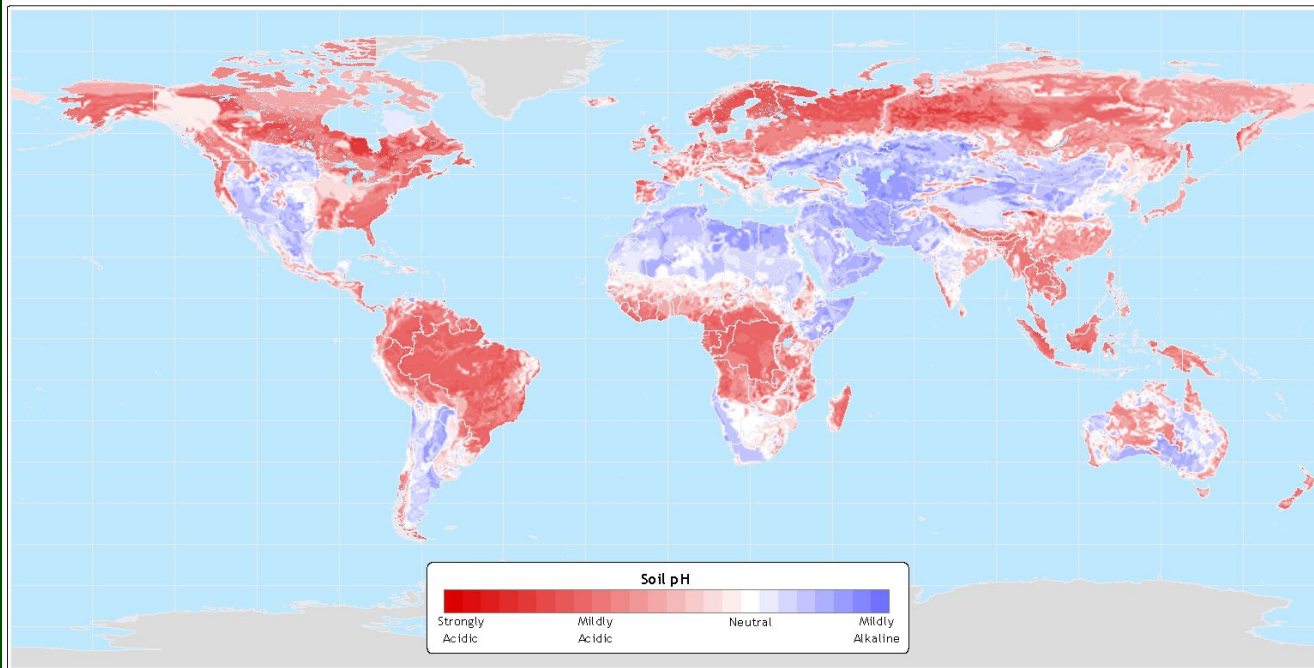 Soil pH
Strongly Acidic
Mildly Acidic
Neutral
Mildly Alkaline